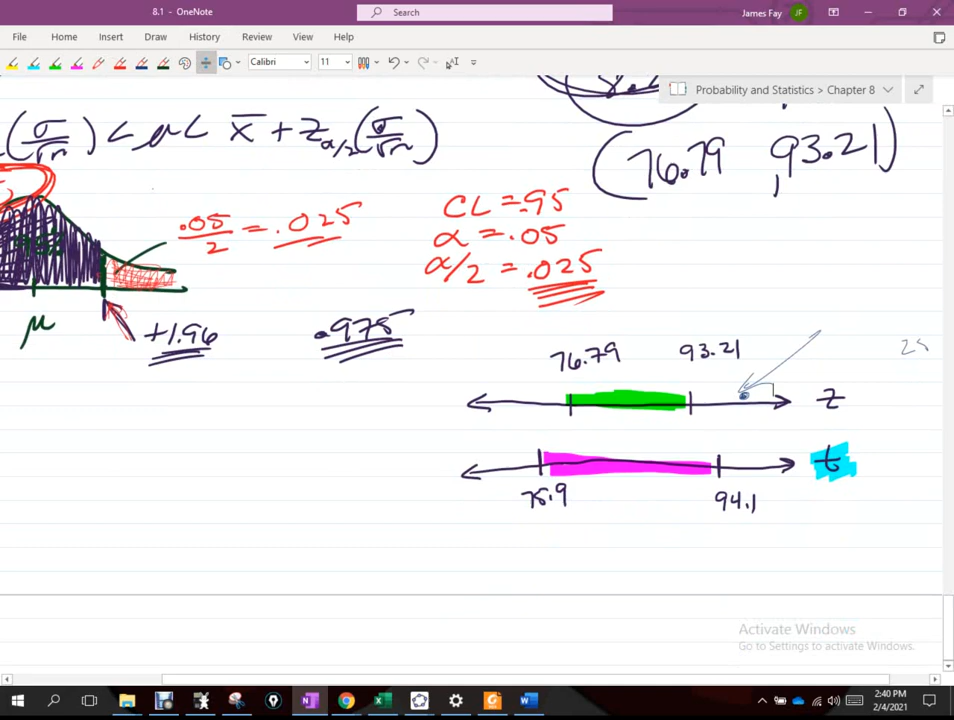 8.1 - OneNote
Search
James Fay
JF
File Home Insert Draw History Review View Help
Calibri 11
Probability and Statistics > Chapter 8
(σ/√n) < μ < x̄ + z α/2 (σ/√n)
(76.79, 93.21)
.05/2 = .025
CL = .95
α = .05
α/2 = .025
μ
+1.96
.975
76.79 93.21
25
z
t
75.9 94.1
Activate Windows
Go to Settings to activate Windows.
2:40 PM
2/4/2021